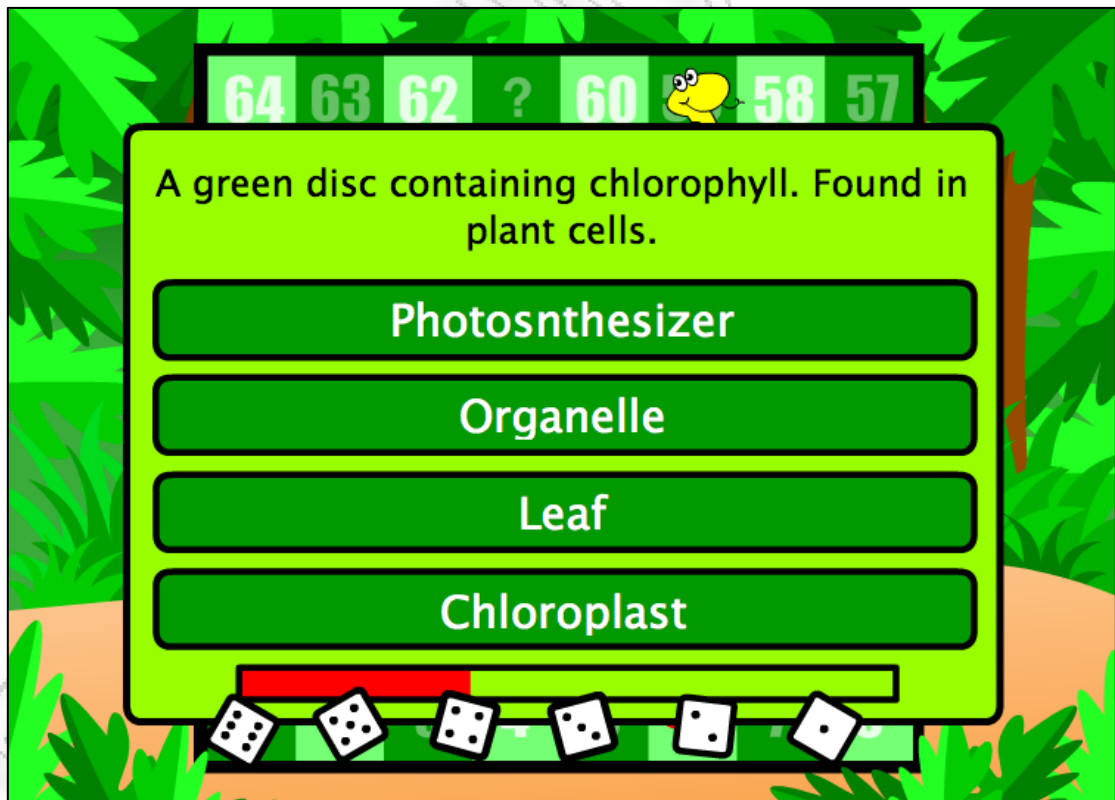 64 63 62 ? 60 58 57
A green disc containing chlorophyll. Found in
plant cells.
Photosnthesizer
Organelle
Leaf
Chloroplast